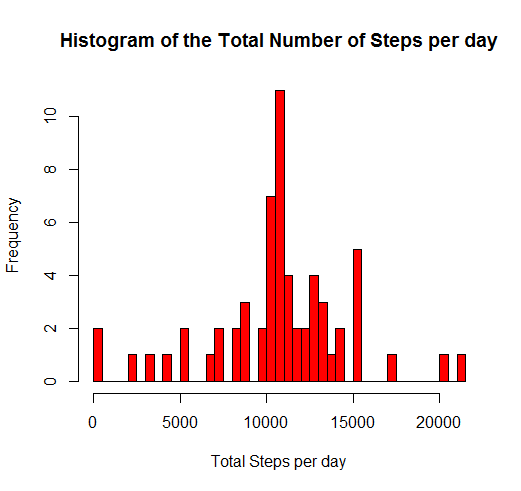 Histogram of the Total Number of Steps per day
Frequency
10
8
6
4
2
0
0 5000 10000 15000 20000
Total Steps per day